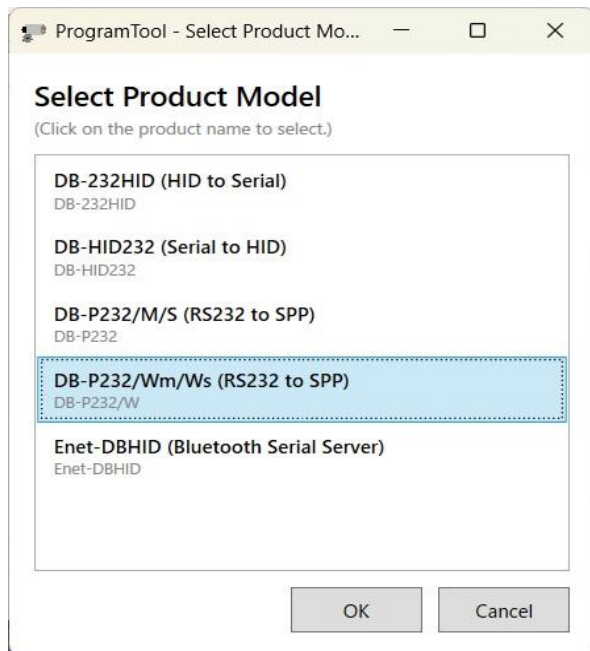 ProgramTool - Select Product Mo...
Select Product Model
(Click on the product name to select.)
DB-232HID (HID to Serial)
DB-232HID
DB-HID232 (Serial to HID)
DB-HID232
DB-P232/M/S (RS232 to SPP)
DB-P232
DB-P232/Wm/Ws (RS232 to SPP)
DB-P232/W
Enet-DBHID (Bluetooth Serial Server)
Enet-DBHID
OK Cancel